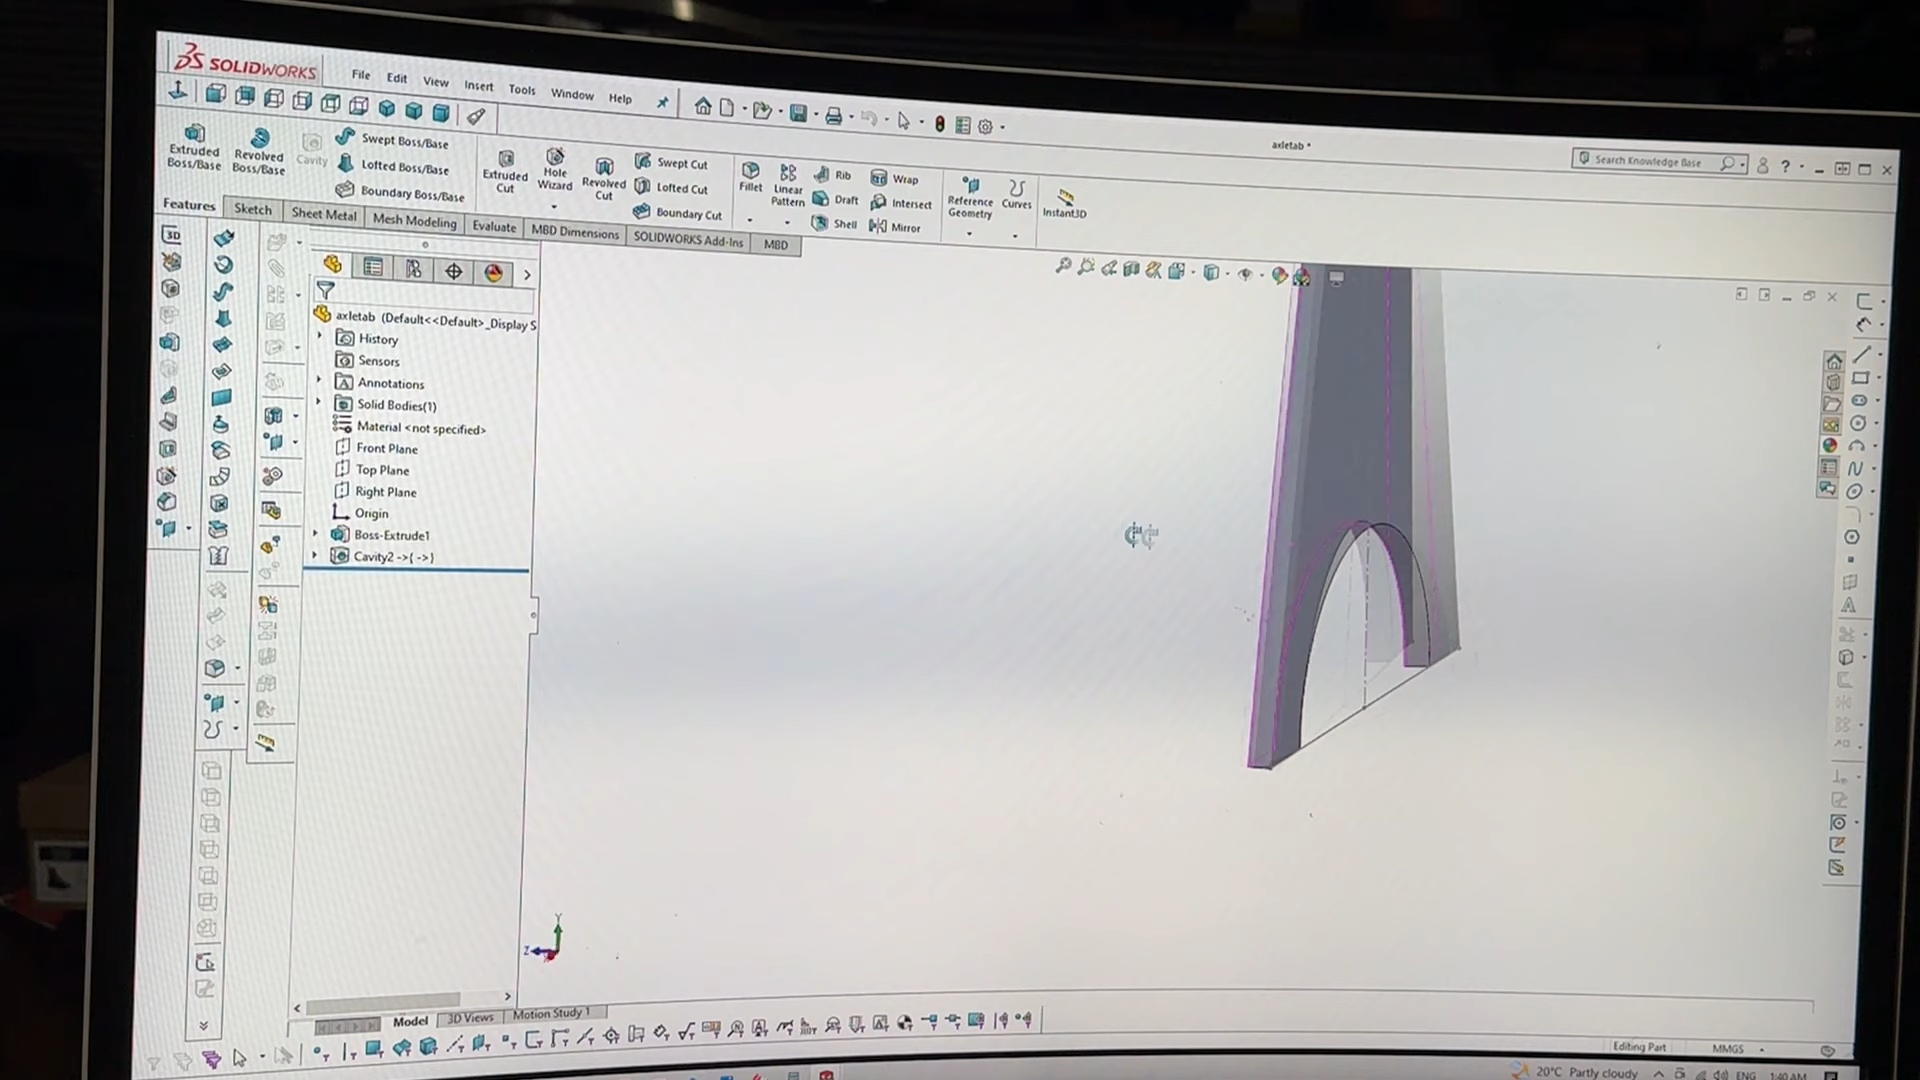 SOLIDWORKS
File Edit View Insert Tools Window Help
axletab *
Search Knowledge Base
?
Extruded Boss/Base
Revolved Boss/Base
Cavity
Swept Boss/Base
Lofted Boss/Base
Boundary Boss/Base
Extruded Cut
Hole Wizard
Revolved Cut
Swept Cut
Lofted Cut
Boundary Cut
Fillet
Linear Pattern
Rib
Draft
Shell
Wrap
Intersect
Mirror
Reference Geometry
Curves
Instant3D
Features Sketch Sheet Metal Mesh Modeling Evaluate MBD Dimensions SOLIDWORKS Add-Ins MBD
3D
axletab (Default<<Default>_Display S
History
Sensors
Annotations
Solid Bodies(1)
Material <not specified>
Front Plane
Top Plane
Right Plane
Origin
Boss-Extrude1
Cavity2 ->{ ->}
Y
Z
Model 3D Views Motion Study 1
Editing Part MMGS
20°C Partly cloudy ENG 1:40 AM